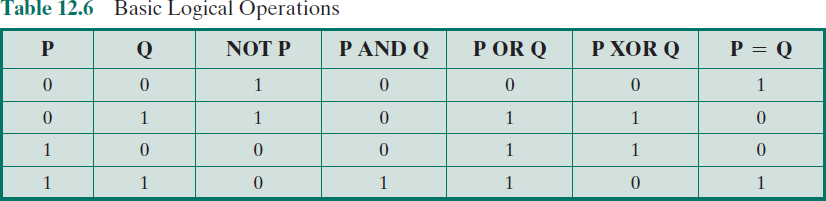 Table 12.6 Basic Logical Operations
P Q NOT P P AND Q P OR Q P XOR Q P = Q
0 0 1 0 0 0 1
0 1 1 0 1 1 0
1 0 0 0 1 1 0
1 1 0 1 1 0 1